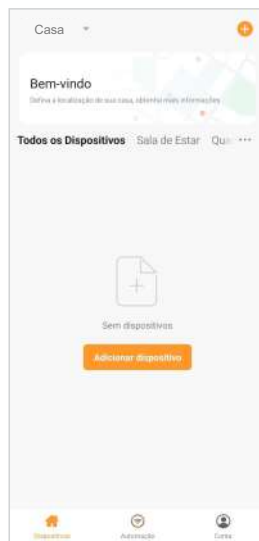 Casa
Bem-vindo
Defina a localização de sua casa, obtenha mais informações
Todos os Dispositivos Sala de Estar Qua
Sem dispositivos
Adicionar dispositivo
Dispositivos Automação Conta